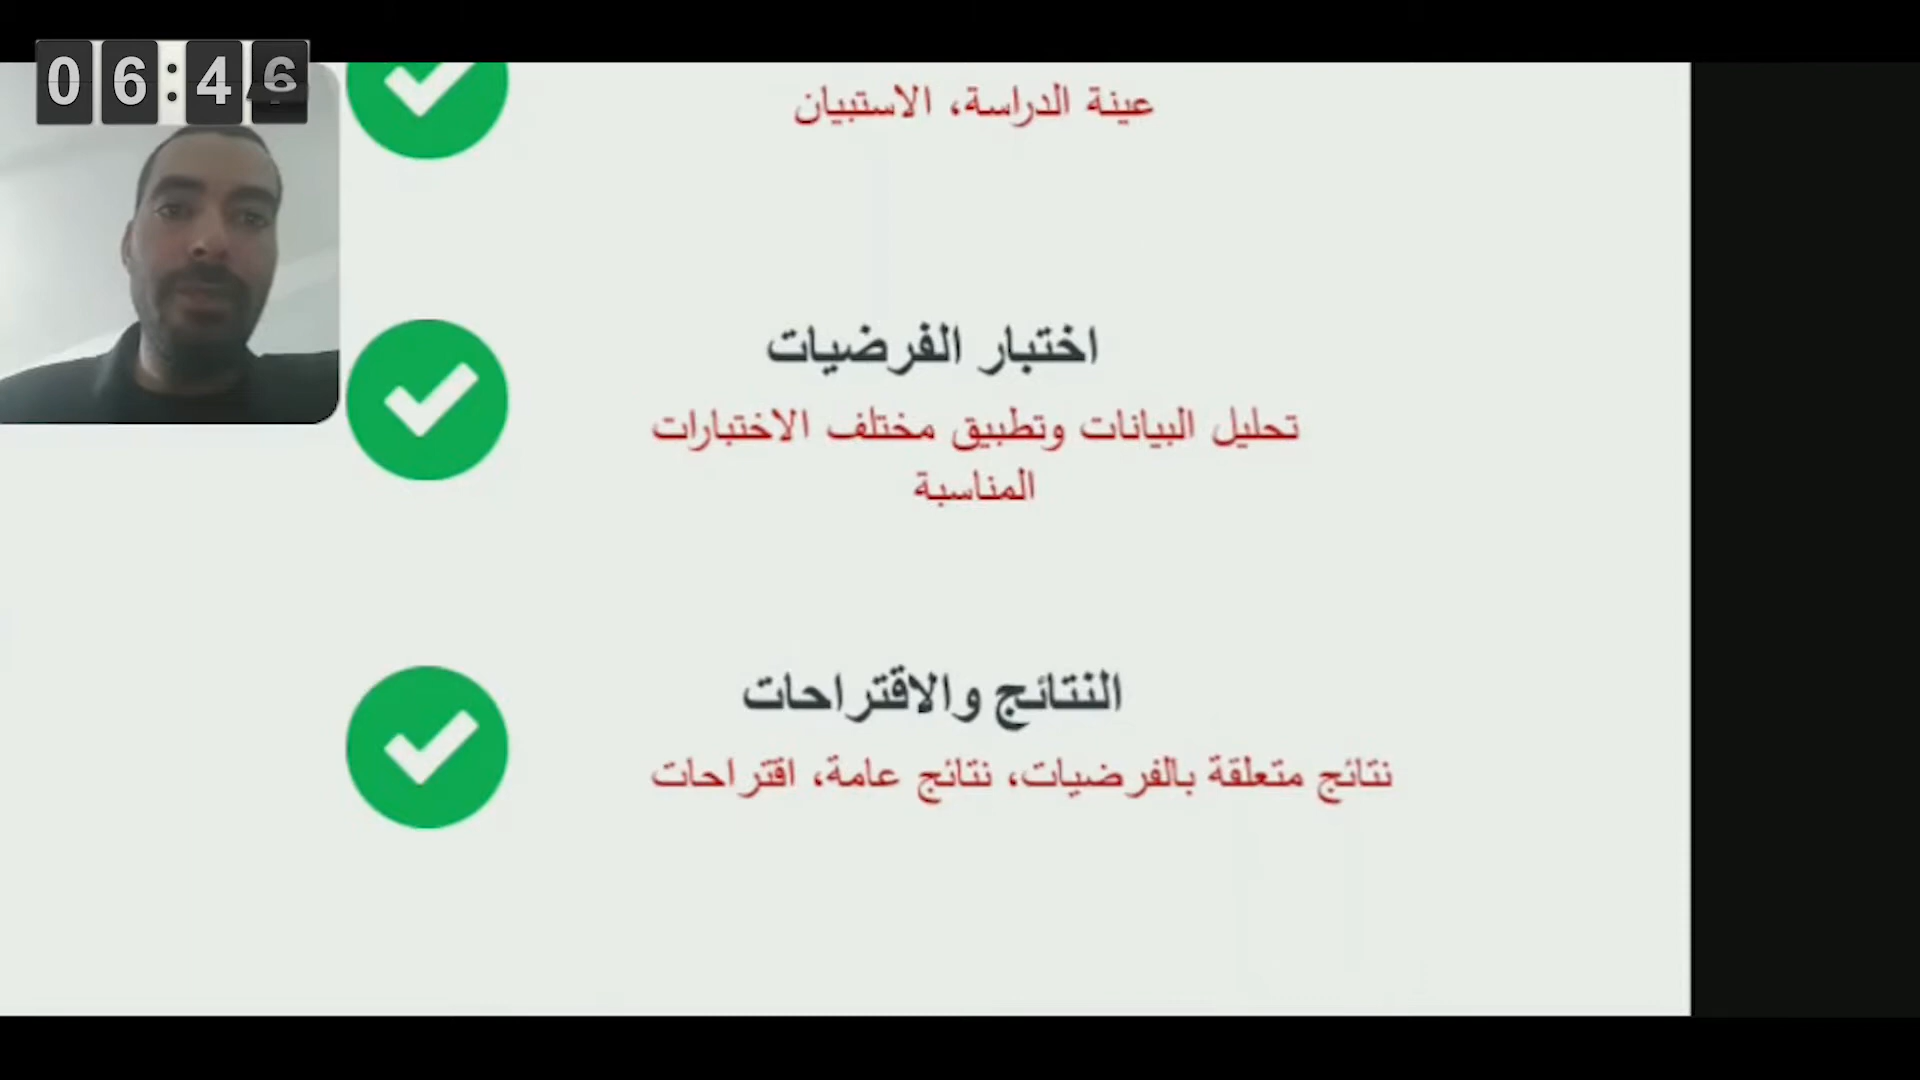 06:4
عينة الدراسة، الاستبيان
اختبار الفرضيات
تحليل البيانات وتطبيق مختلف الاختبارات
المناسبة
النتائج والاقتراحات
نتائج متعلقة بالفرضيات، نتائج عامة، اقتراحات